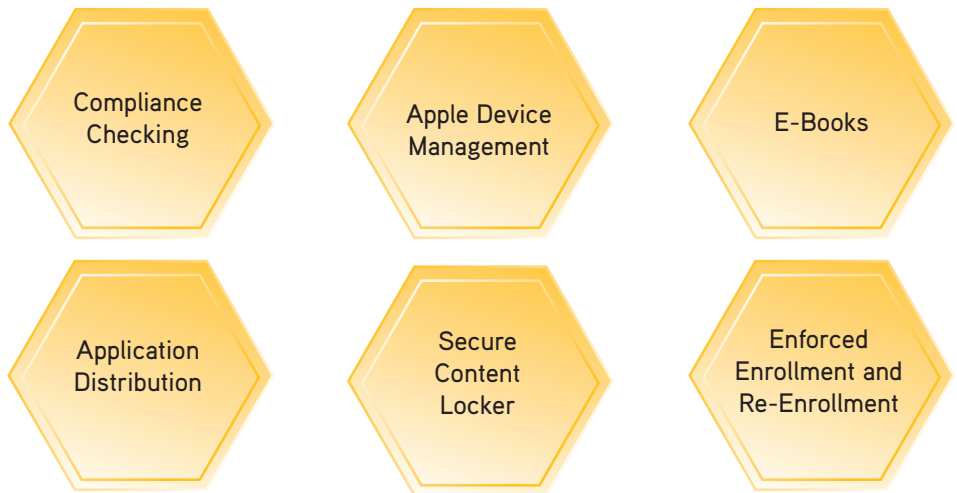 Compliance
Checking
Apple Device
Management
E-Books
Application
Distribution
Secure
Content
Locker
Enforced
Enrollment and
Re-Enrollment